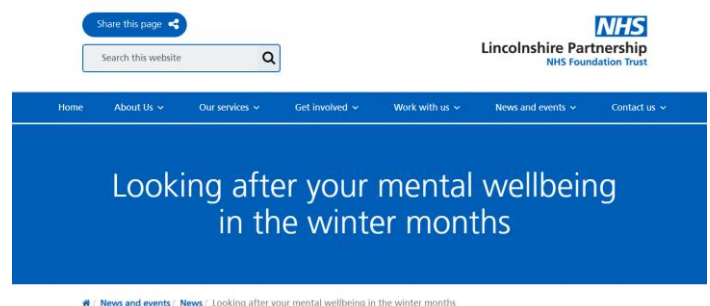 Share this page
Search this website
NHS
Lincolnshire Partnership
NHS Foundation Trust
Home About Us Our services Get involved Work with us News and events Contact us
Looking after your mental wellbeing
in the winter months
/ News and events / News / Looking after your mental wellbeing in the winter months